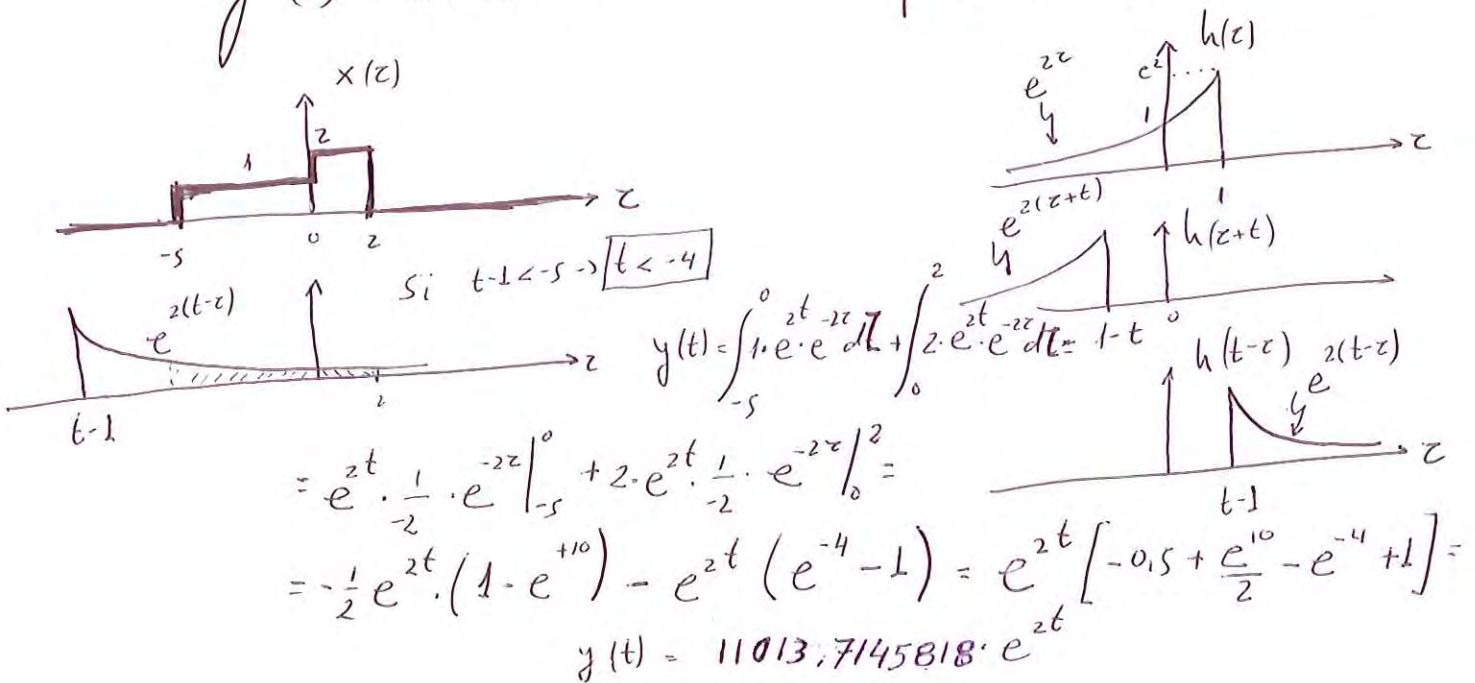 y(t)
x(τ)
2
1
-5 0 2
τ
Si t-1<-5 → t < -4
e^{2(t-τ)}
τ
t-1
2
h(τ)
e^{2τ}
e^2
1
τ
1
e^{2(τ+t)}
h(τ+t)
1-t 0
h(t-τ)
e^{2(t-τ)}
τ
t-1
y(t) = ∫_{-5}^{0} 1·e^{2t}·e^{-2τ} dτ + ∫_{0}^{2} 2·e^{2t}·e^{-2τ} dτ =
= e^{2t} · 1/-2 · e^{-2τ} |_{-5}^{0} + 2·e^{2t} · 1/-2 · e^{-2τ} |_{0}^{2} =
= -1/2 e^{2t} · (1 - e^{+10}) - e^{2t} (e^{-4} - 1) = e^{2t} [-0,5 + e^{10}/2 - e^{-4} + 1] =
y(t) = 11013,7145818 · e^{2t}